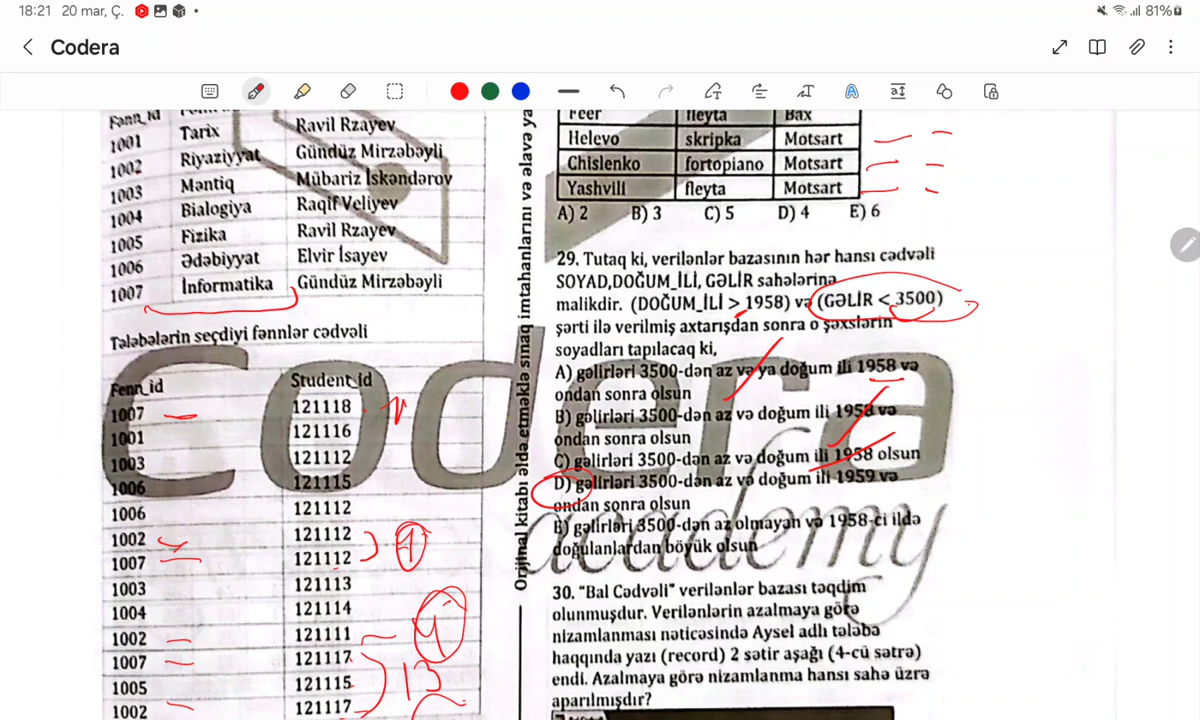 18:21 20 mar, Ç. • 81%
Codera
Fənn_id
1001 Tarix Ravil Rzayev
1002 Riyaziyyat Gündüz Mirzəbəyli
1003 Məntiq Mübariz İskəndərov
1004 Bialogiya Raqif Veliyev
1005 Fizika Ravil Rzayev
1006 Ədəbiyyat Elvir İsayev
1007 İnformatika Gündüz Mirzəbəyli
Tələbələrin seçdiyi fənnlər cədvəli
Fenn_id Student_id
1007 121118
1001 121116
1003 121112
1006 121115
1006 121112
1002 121112
1007 121112
1003 121113
1004 121114
1002 121111
1007 121117
1005 121115
1002 121117
4
13
Orijinal kitabı əldə etməklə sınaq imtahanlarını və əlavə
Feer fleyta Bax
Helevo skripka Motsart
Chislenko fortopiano Motsart
Yashvili fleyta Motsart
A) 2 B) 3 C) 5 D) 4 E) 6
29. Tutaq ki, verilənlər bazasının hər hansı cədvəli
SOYAD,DOĞUM_İLİ, GƏLİR sahələrinə
malikdir. (DOĞUM_İLİ > 1958) və (GƏLİR < 3500)
şərti ilə verilmiş axtarışdan sonra o şəxslərin
soyadları tapılacaq ki,
A) gəlirləri 3500-dən az və ya doğum ili 1958 və
ondan sonra olsun
B) gəlirləri 3500-dən az və doğum ili 1958 və
ondan sonra olsun
C) gəlirləri 3500-dən az və doğum ili 1958 olsun
D) gəlirləri 3500-dən az və doğum ili 1959 və
ondan sonra olsun
E) gəlirləri 3500-dən az olmayan və 1958-ci ildə
doğulanlardan böyük olsun
30. “Bal Cədvəli” verilənlər bazası təqdim
olunmuşdur. Verilənlərin azalmaya görə
nizamlanması nəticəsində Aysel adlı tələbə
haqqında yazı (record) 2 sətir aşağı (4-cü sətrə)
endi. Azalmaya görə nizamlanma hansı sahə üzrə
aparılmışdır?
Codera
academy